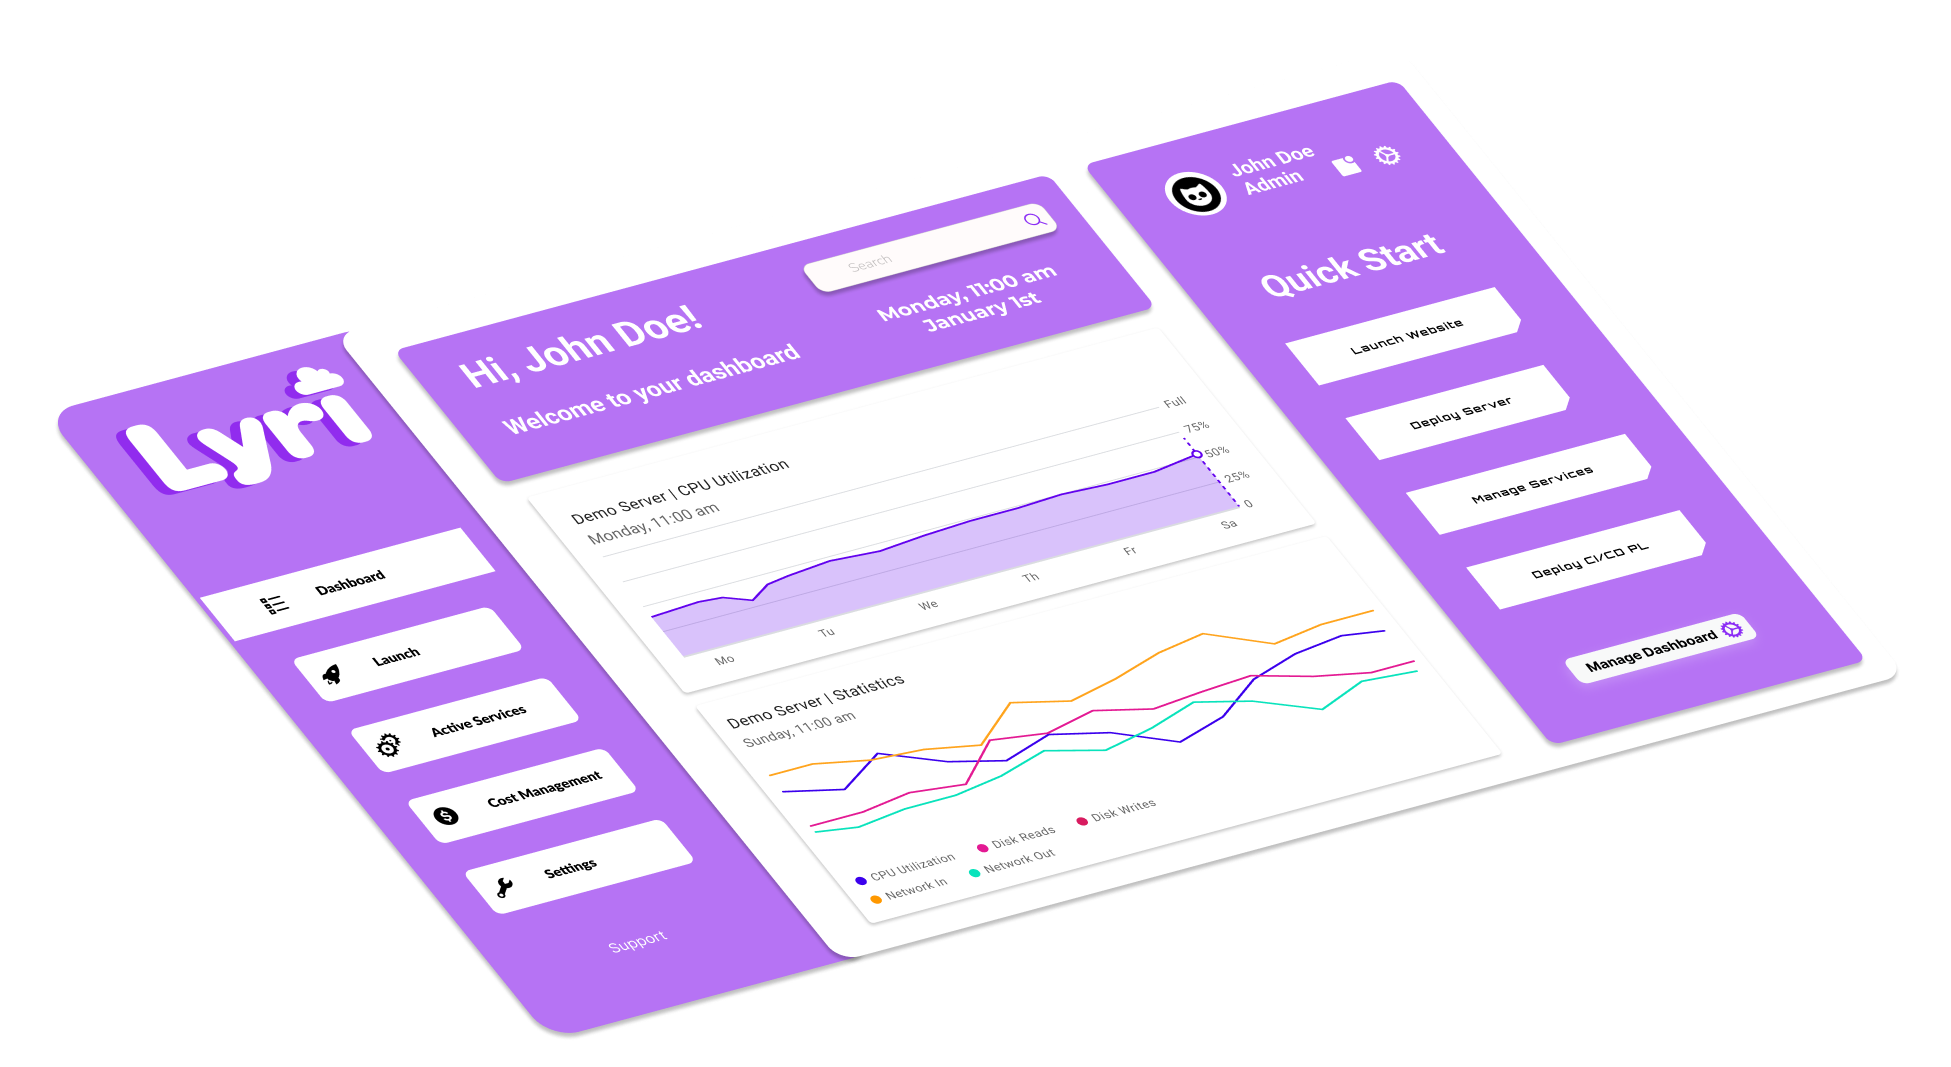 Lyri
Dashboard
Launch
Active Services
Cost Management
Settings
Support
Hi, John Doe!
Welcome to your dashboard
Search
Monday, 11:00 am
January 1st
Demo Server | CPU Utilization
Monday, 11:00 am
Full
75%
50%
25%
0
Mo
Tu
We
Th
Fr
Sa
Demo Server | Statistics
Sunday, 11:00 am
CPU Utilization
Disk Reads
Disk Writes
Network In
Network Out
John Doe
Admin
Quick Start
Launch Website
Deploy Server
Manage Services
Deploy CI/CD PL
Manage Dashboard